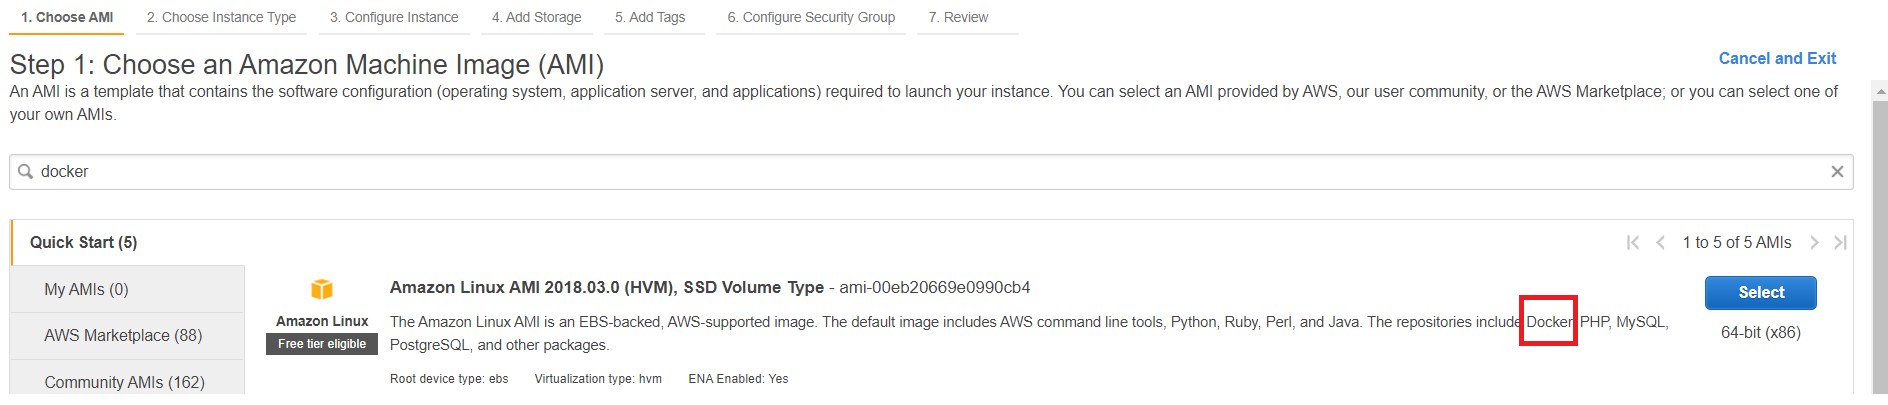 1. Choose AMI 2. Choose Instance Type 3. Configure Instance 4. Add Storage 5. Add Tags 6. Configure Security Group 7. Review
Step 1: Choose an Amazon Machine Image (AMI)
Cancel and Exit
An AMI is a template that contains the software configuration (operating system, application server, and applications) required to launch your instance. You can select an AMI provided by AWS, our user community, or the AWS Marketplace; or you can select one of
your own AMIs.
docker
Quick Start (5)
1 to 5 of 5 AMIs
My AMIs (0)
AWS Marketplace (88)
Community AMIs (162)
Amazon Linux
Free tier eligible
Amazon Linux AMI 2018.03.0 (HVM), SSD Volume Type - ami-00eb20669e0990cb4
The Amazon Linux AMI is an EBS-backed, AWS-supported image. The default image includes AWS command line tools, Python, Ruby, Perl, and Java. The repositories include Docker, PHP, MySQL,
PostgreSQL, and other packages.
Root device type: ebs Virtualization type: hvm ENA Enabled: Yes
Select
64-bit (x86)